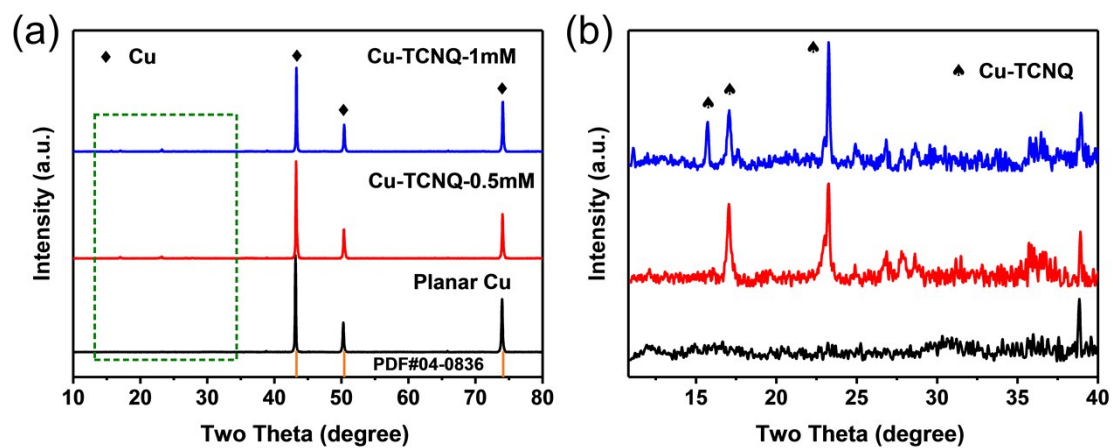 (a)
♦ Cu
Cu-TCNQ-1mM
Cu-TCNQ-0.5mM
Planar Cu
PDF#04-0836
Intensity (a.u.)
10 20 30 40 50 60 70 80
Two Theta (degree)
(b)
♠ Cu-TCNQ
Intensity (a.u.)
15 20 25 30 35 40
Two Theta (degree)